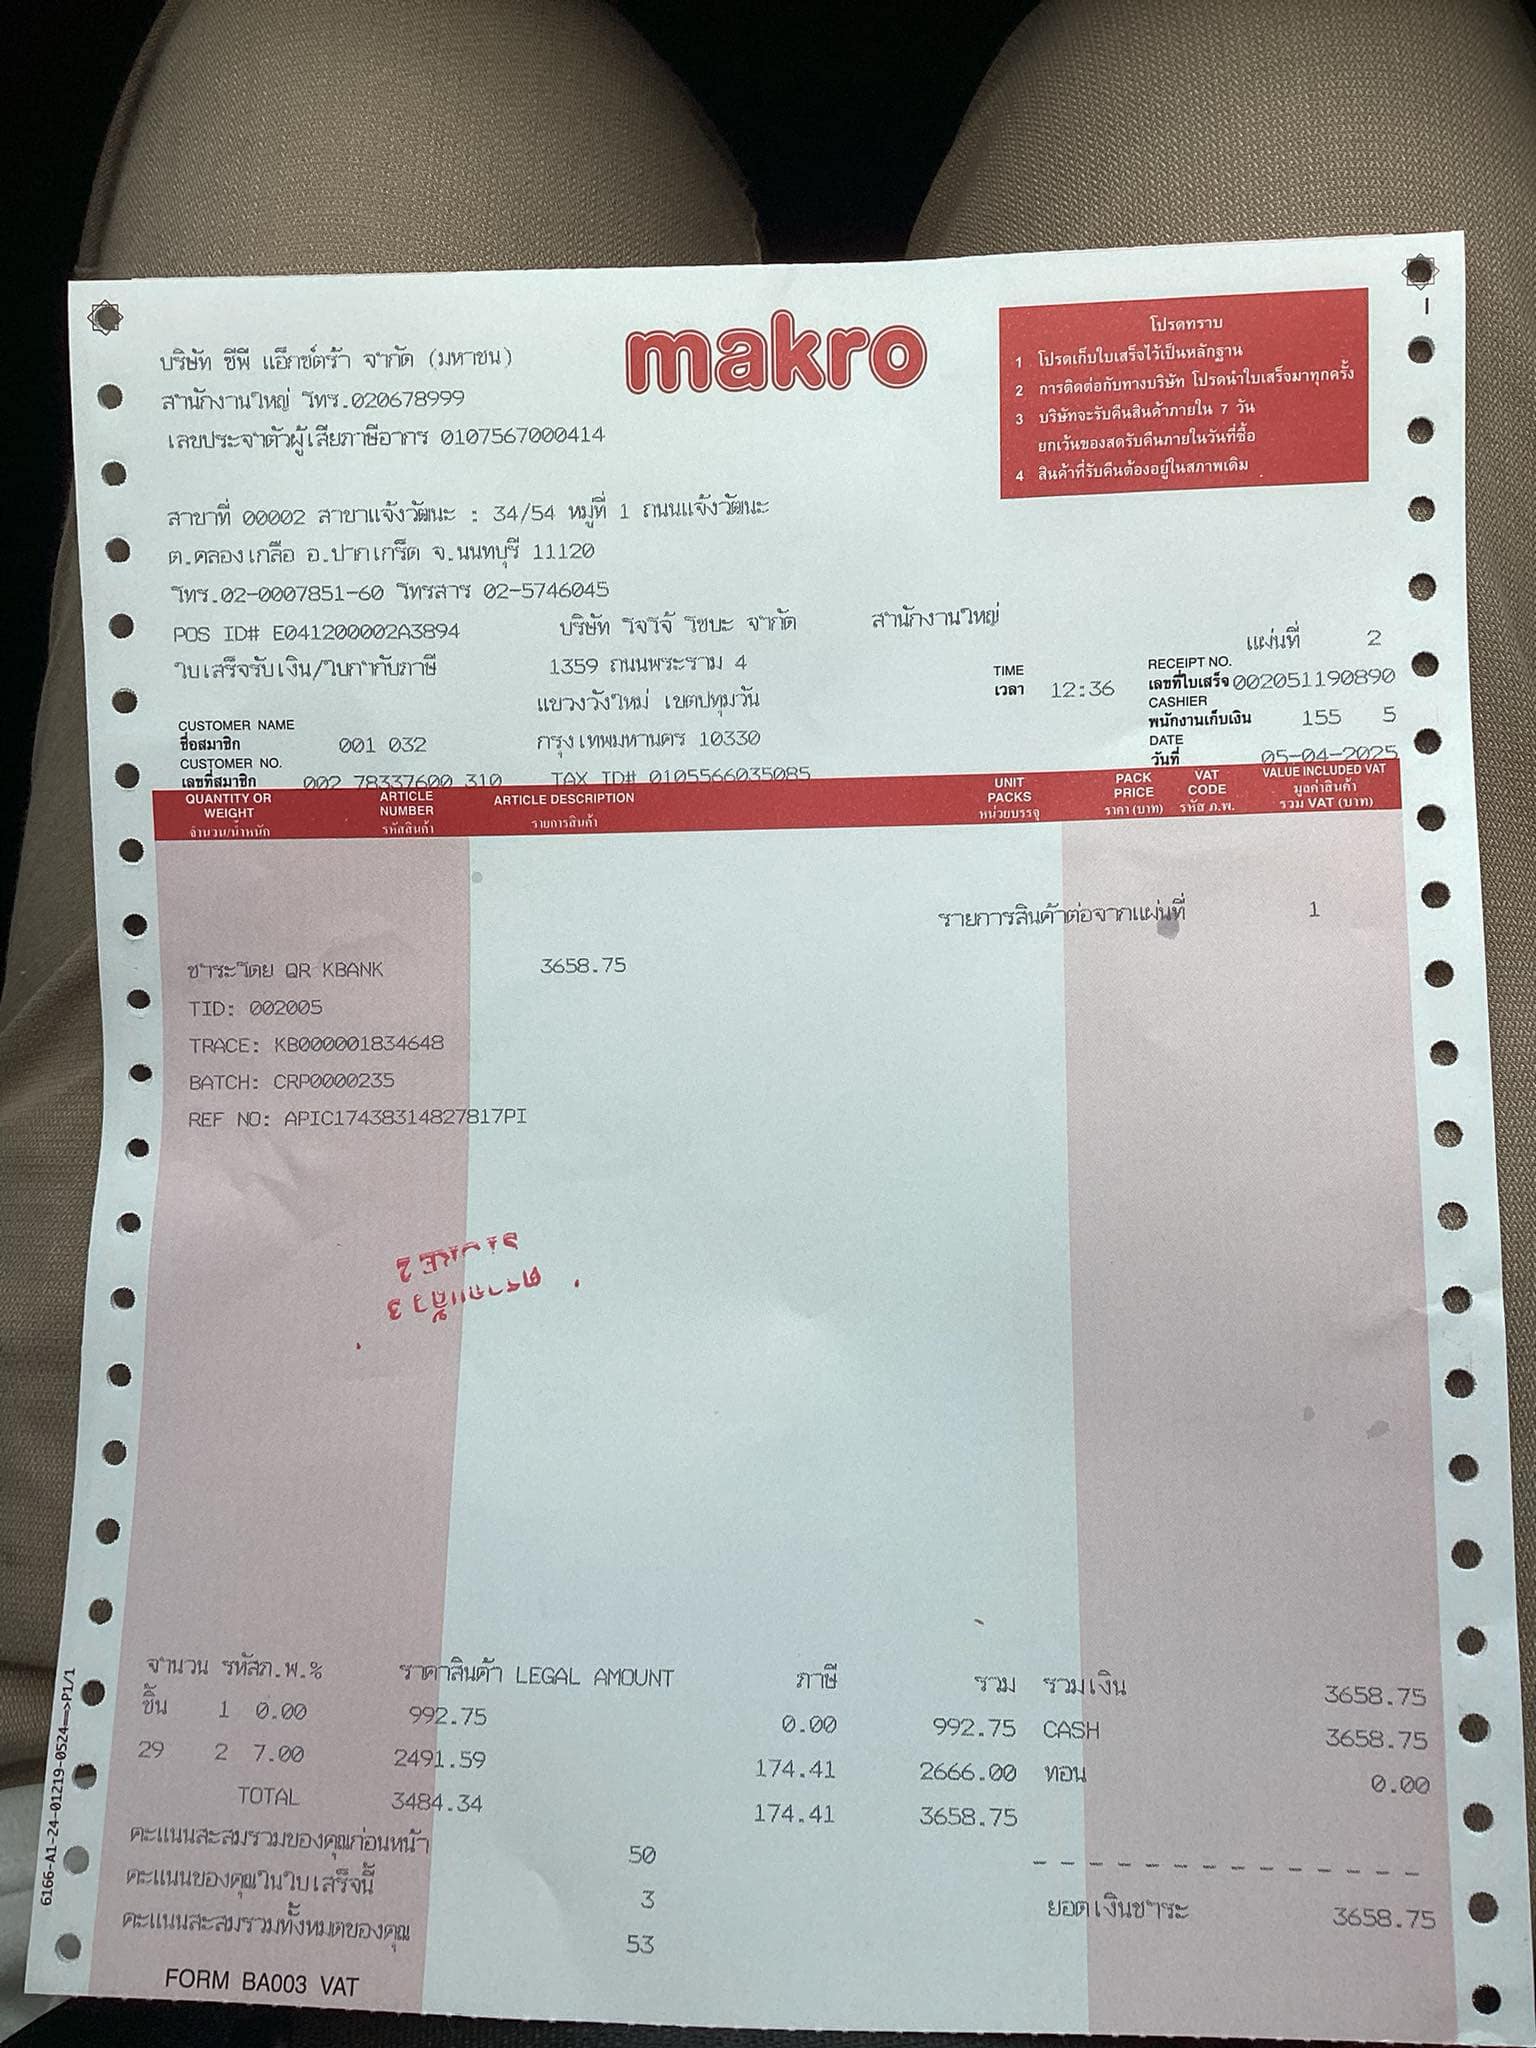 makro
บริษัท ซีพี แอ็กซ์ตร้า จำกัด (มหาชน)
สำนักงานใหญ่ โทร.020678999
เลขประจำตัวผู้เสียภาษีอากร 0107567000414
โปรดทราบ
1 โปรดเก็บใบเสร็จไว้เป็นหลักฐาน
2 การติดต่อกับทางบริษัท โปรดนำใบเสร็จมาทุกครั้ง
3 บริษัทจะรับคืนสินค้าภายใน 7 วัน
ยกเว้นของสดรับคืนภายในวันที่ซื้อ
4 สินค้าที่รับคืนต้องอยู่ในสภาพเดิม
สาขาที่ 00002 สาขาแจ้งวัฒนะ : 34/54 หมู่ที่ 1 ถนนแจ้งวัฒนะ
ต.คลองเกลือ อ.ปากเกร็ด จ.นนทบุรี 11120
โทร.02-0007851-60 โทรสาร 02-5746045
POS ID# E041200002A3894 บริษัท โจวิจั โซบะ จำกัด สำนักงานใหญ่
แผ่นที่ 2
ใบเสร็จรับเงิน/ใบกำกับภาษี 1359 ถนนพระราม 4
แขวงวังใหม่ เขตปทุมวัน
TIME
เวลา 12:36
RECEIPT NO.
เลขที่ใบเสร็จ 002051190890
CASHIER
พนักงานเก็บเงิน 155 5
CUSTOMER NAME
ชื่อสมาชิก 001 032 กรุงเทพมหานคร 10330
DATE
วันที่ 05-04-2025
CUSTOMER NO.
เลขที่สมาชิก 002 78337600 310 TAX ID# 0105566035085
QUANTITY OR WEIGHT จำนวน/น้ำหนัก
ARTICLE NUMBER รหัสสินค้า
ARTICLE DESCRIPTION รายการสินค้า
UNIT PACKS หน่วยบรรจุ
PACK PRICE ราคา (บาท)
VAT CODE รหัส ภ.พ.
VALUE INCLUDED VAT มูลค่าสินค้า รวม VAT (บาท)
รายการสินค้าต่อจากแผ่นที่ 1
ชำระโดย QR KBANK 3658.75
TID: 002005
TRACE: KB000001834648
BATCH: CRP0000235
REF NO: APIC17438314827817PI
ตรวจแล้ว 3
จำนวน รหัสภ.พ.% ราคาสินค้า LEGAL AMOUNT ภาษี รวม รวมเงิน 3658.75
ชิ้น 1 0.00 992.75 0.00 992.75 CASH 3658.75
29 2 7.00 2491.59 174.41 2666.00 ทอน 0.00
TOTAL 3484.34 174.41 3658.75
คะแนนสะสมรวมของคุณก่อนหน้า 50
คะแนนของคุณในใบเสร็จนี้ 3
คะแนนสะสมรวมทั้งหมดของคุณ 53
ยอดเงินชำระ 3658.75
FORM BA003 VAT
6166-A1-24-01219-0524==>P1/1